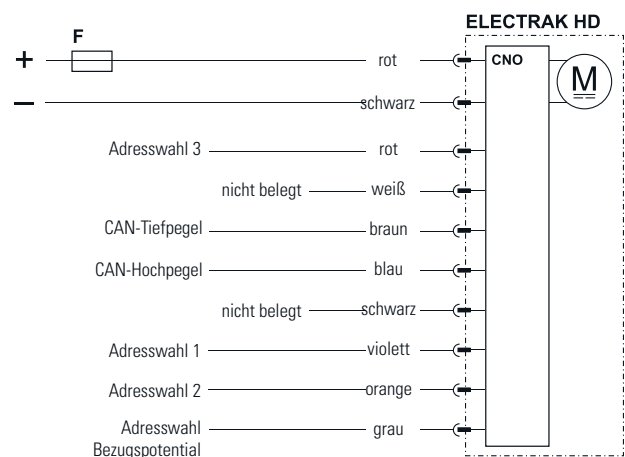 ELECTRAK HD
F
+ rot CNO
M
− schwarz
Adresswahl 3 rot
nicht belegt weiß
CAN-Tiefpegel braun
CAN-Hochpegel blau
nicht belegt schwarz
Adresswahl 1 violett
Adresswahl 2 orange
Adresswahl grau
Bezugspotential